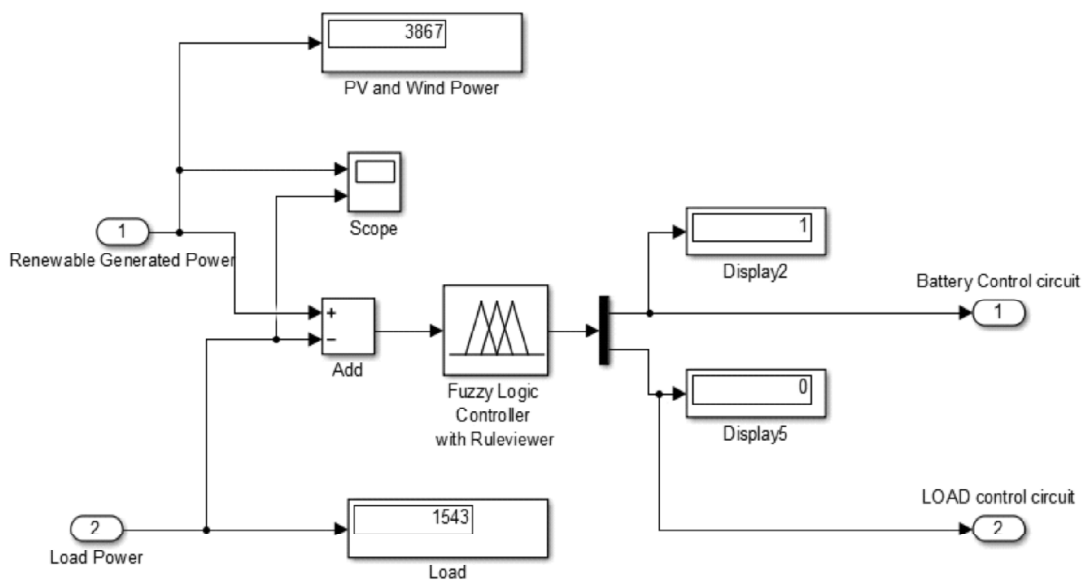 3867
PV and Wind Power
Scope
1
Renewable Generated Power
1
Display2
Battery Control circuit
1
+
−
Add
Fuzzy Logic
Controller
with Ruleviewer
0
Display5
LOAD control circuit
2
2
Load Power
1543
Load